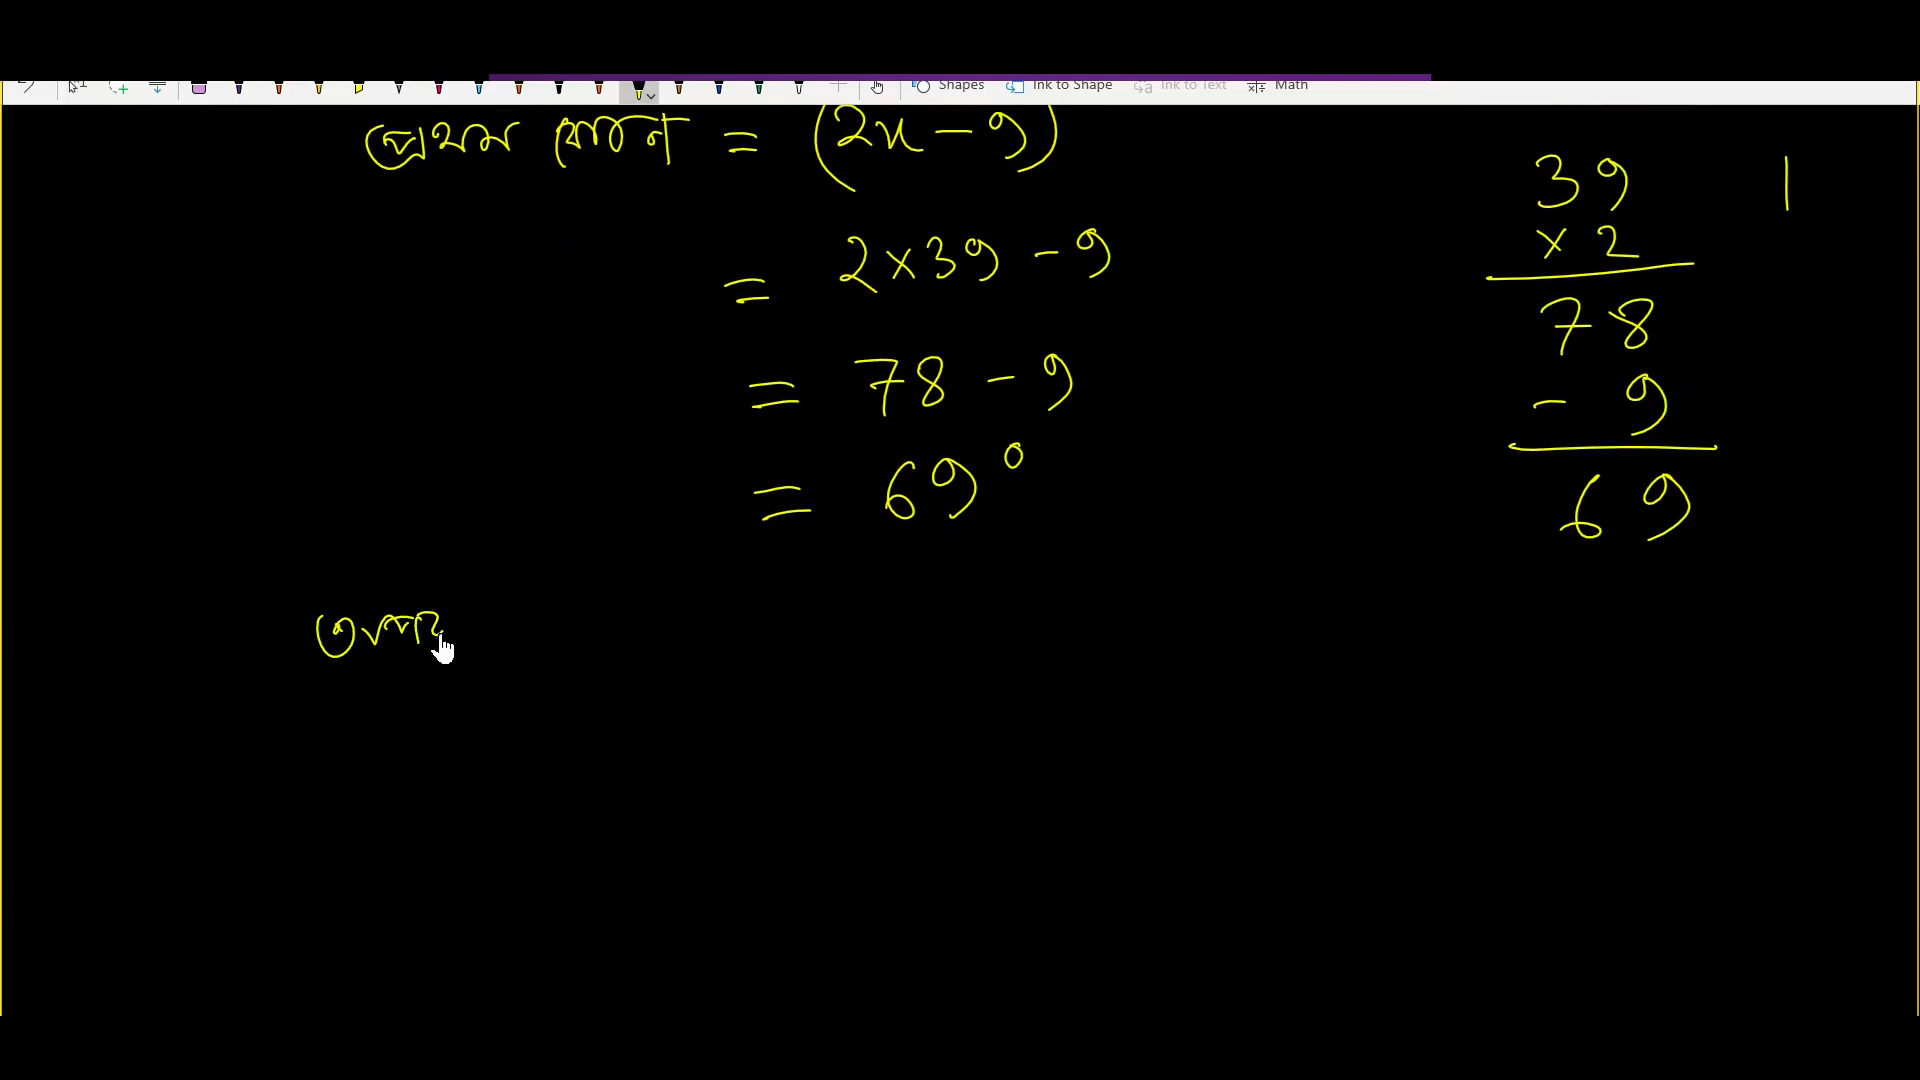 Shapes Ink to Shape Ink to Text Math
প্রথম কোণ = (2x - 9)
= 2×39 - 9
= 78 - 9
= 69°
39
× 2
78
- 9
69
|